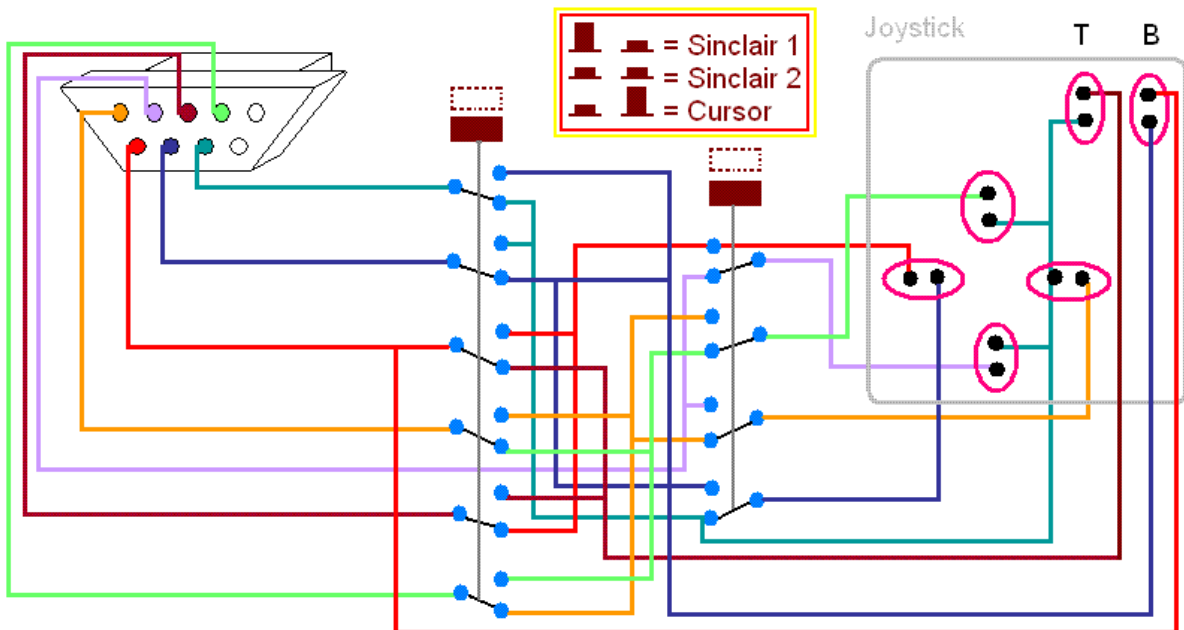 = Sinclair 1
= Sinclair 2
= Cursor
Joystick
T B